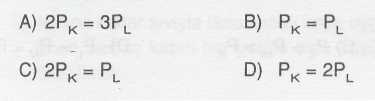 A) 2P_K = 3P_L B) P_K = P_L
C) 2P_K = P_L D) P_K = 2P_L